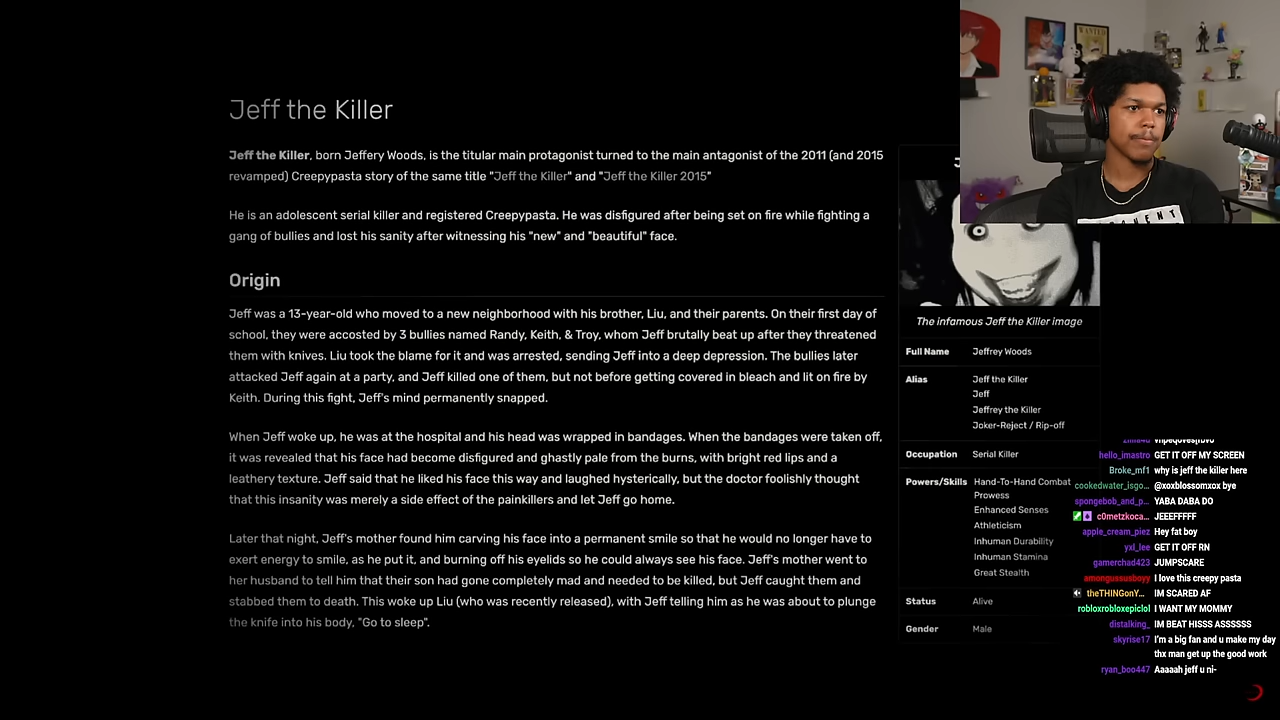 Jeff the Killer
Jeff the Killer, born Jeffery Woods, is the titular main protagonist turned to the main antagonist of the 2011 (and 2015
revamped) Creepypasta story of the same title "Jeff the Killer" and "Jeff the Killer 2015"
He is an adolescent serial killer and registered Creepypasta. He was disfigured after being set on fire while fighting a
gang of bullies and lost his sanity after witnessing his "new" and "beautiful" face.
Origin
Jeff was a 13-year-old who moved to a new neighborhood with his brother, Liu, and their parents. On their first day of
school, they were accosted by 3 bullies named Randy, Keith, & Troy, whom Jeff brutally beat up after they threatened
them with knives. Liu took the blame for it and was arrested, sending Jeff into a deep depression. The bullies later
attacked Jeff again at a party, and Jeff killed one of them, but not before getting covered in bleach and lit on fire by
Keith. During this fight, Jeff's mind permanently snapped.
When Jeff woke up, he was at the hospital and his head was wrapped in bandages. When the bandages were taken off,
it was revealed that his face had become disfigured and ghastly pale from the burns, with bright red lips and a
leathery texture. Jeff said that he liked his face this way and laughed hysterically, but the doctor foolishly thought
that this insanity was merely a side effect of the painkillers and let Jeff go home.
Later that night, Jeff's mother found him carving his face into a permanent smile so that he would no longer have to
exert energy to smile, as he put it, and burning off his eyelids so he could always see his face. Jeff's mother went to
her husband to tell him that their son had gone completely mad and needed to be killed, but Jeff caught them and
stabbed them to death. This woke up Liu (who was recently released), with Jeff telling him as he was about to plunge
the knife into his body, "Go to sleep".
The infamous Jeff the Killer image
Full Name Jeffrey Woods
Alias Jeff the Killer
Jeff
Jeffrey the Killer
Joker-Reject / Rip-off
Occupation Serial Killer
Powers/Skills Hand-To-Hand Combat
Prowess
Enhanced Senses
Athleticism
Inhuman Durability
Inhuman Stamina
Great Stealth
Status Alive
Gender Male
WANTED
hello_imastro GET IT OFF MY SCREEN
Broke_mf1 why is jeff the killer here
cookedwater_isgo... @xoxblossomxox bye
spongebob_and_p... YABA DABA DO
c0metzkoca... JEEEFFFFF
apple_cream_piez Hey fat boy
yxl_lee GET IT OFF RN
gamerchad423 JUMPSCARE
amongussusboyy I love this creepy pasta
theTHINGonY... IM SCARED AF
robloxrobloxepiclol I WANT MY MOMMY
distalking_ IM BEAT HISSS ASSSSSS
skyrise17 I'm a big fan and u make my day
thx man get up the good work
ryan_boo447 Aaaaah jeff u ni-